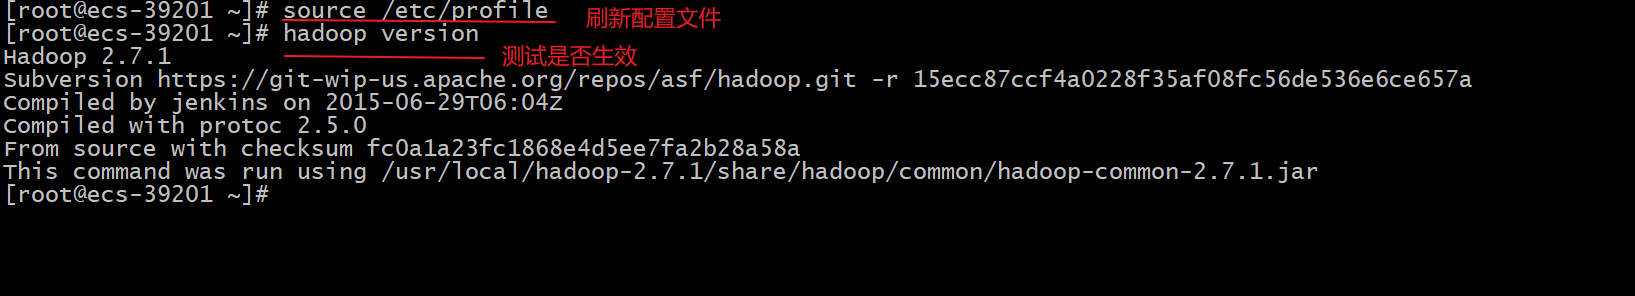 [root@ecs-39201 ~]# source /etc/profile 刷新配置文件
[root@ecs-39201 ~]# hadoop version
测试是否生效
Hadoop 2.7.1
Subversion https://git-wip-us.apache.org/repos/asf/hadoop.git -r 15ecc87ccf4a0228f35af08fc56de536e6ce657a
Compiled by jenkins on 2015-06-29T06:04Z
Compiled with protoc 2.5.0
From source with checksum fc0a1a23fc1868e4d5ee7fa2b28a58a
This command was run using /usr/local/hadoop-2.7.1/share/hadoop/common/hadoop-common-2.7.1.jar
[root@ecs-39201 ~]#